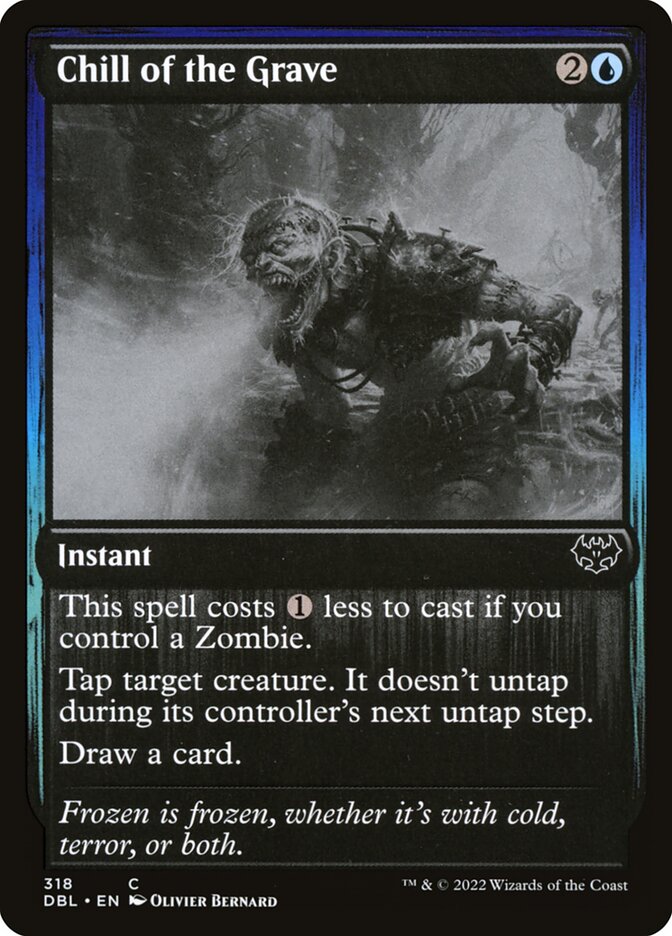 Chill of the Grave 2
Instant
This spell costs 1 less to cast if you
control a Zombie.
Tap target creature. It doesn't untap
during its controller's next untap step.
Draw a card.
Frozen is frozen, whether it's with cold,
terror, or both.
318 C
DBL • EN Olivier Bernard
™ & © 2022 Wizards of the Coast